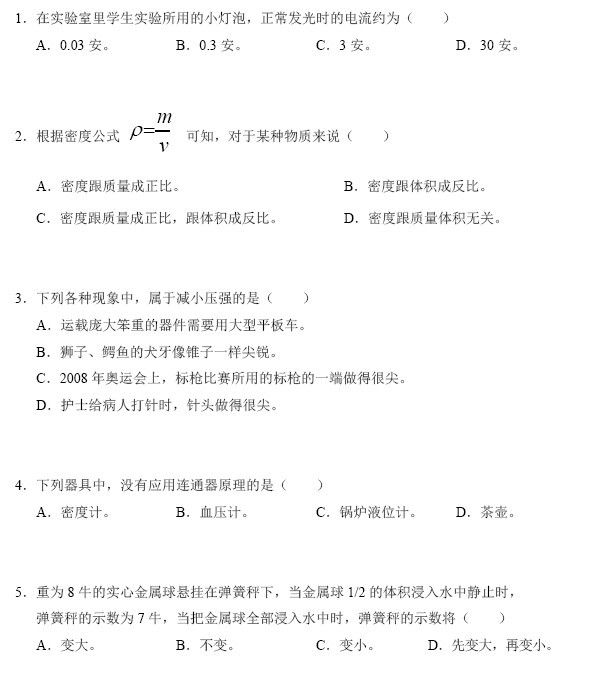 1．在实验室里学生实验所用的小灯泡，正常发光时的电流约为（　　）
A．0.03 安。　B．0.3 安。　C．3 安。　D．30 安。
2．根据密度公式 ρ=m/v 可知，对于某种物质来说（　　）
A．密度跟质量成正比。　B．密度跟体积成反比。
C．密度跟质量成正比，跟体积成反比。　D．密度跟质量体积无关。
3．下列各种现象中，属于减小压强的是（　　）
A．运载庞大笨重的器件需要用大型平板车。
B．狮子、鳄鱼的犬牙像锥子一样尖锐。
C．2008 年奥运会上，标枪比赛所用的标枪的一端做得很尖。
D．护士给病人打针时，针头做得很尖。
4．下列器具中，没有应用连通器原理的是（　　）
A．密度计。　B．血压计。　C．锅炉液位计。　D．茶壶。
5．重为 8 牛的实心金属球悬挂在弹簧秤下，当金属球 1/2 的体积浸入水中静止时，
弹簧秤的示数为 7 牛，当把金属球全部浸入水中时，弹簧秤的示数将（　　）
A．变大。　B．不变。　C．变小。　D．先变大，再变小。